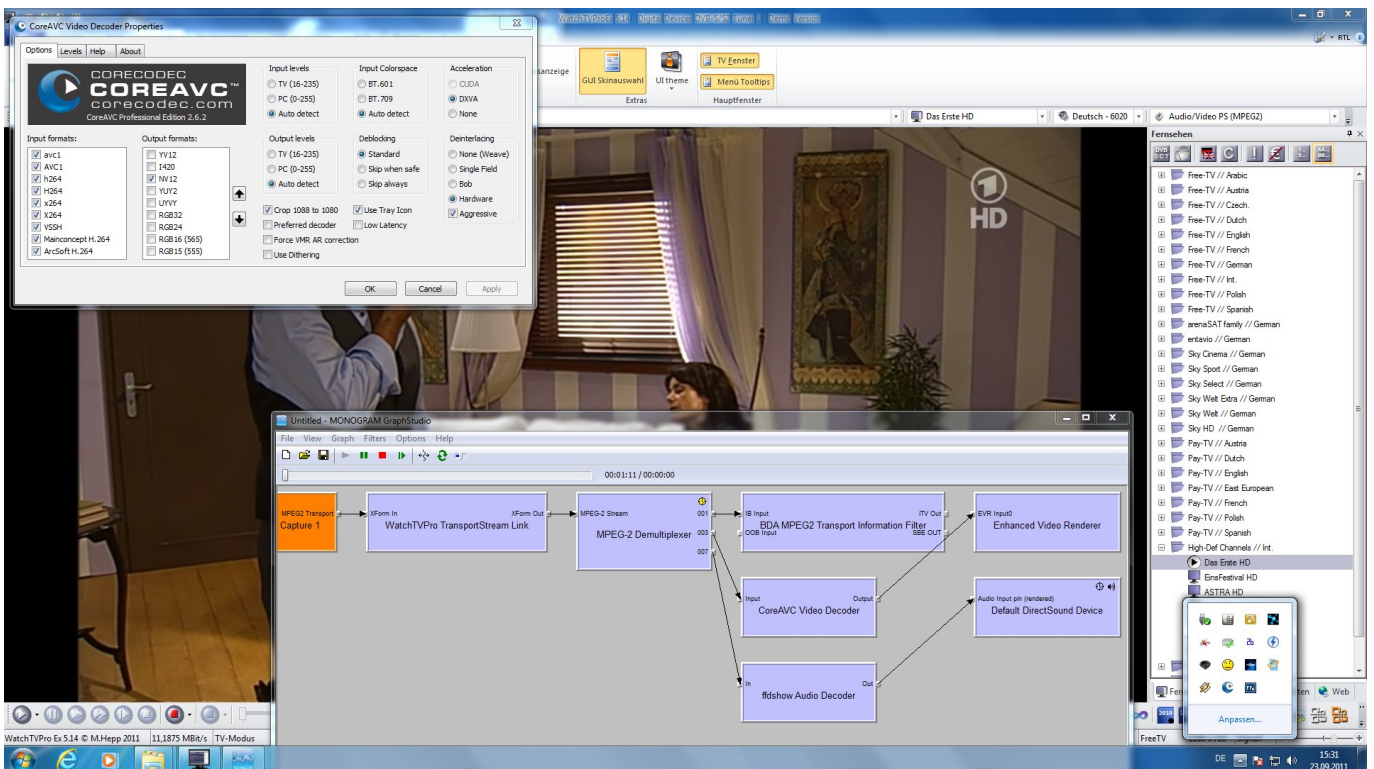 WatchTVProEx 5.14 Digital Devices DVB-S/S2 Tuner 1 Demo Version
CoreAVC Video Decoder Properties
RTL
Options Levels Help About
CORECODEC
COREAVC™
corecodec.com
CoreAVC Professional Edition 2.6.2
Input levels
TV (16-235)
PC (0-255)
Auto detect
Input Colorspace
BT.601
BT.709
Auto detect
Acceleration
CUDA
DXVA
None
Input formats:
avc1
AVC1
h264
H264
x264
X264
VSSH
Mainconcept H.264
ArcSoft H.264
Output formats:
YV12
I420
NV12
YUY2
UYVY
RGB32
RGB24
RGB16 (565)
RGB15 (555)
Output levels
TV (16-235)
PC (0-255)
Auto detect
Deblocking
Standard
Skip when safe
Skip always
Deinterlacing
None (Weave)
Single Field
Bob
Hardware
Aggressive
Crop 1088 to 1080
Use Tray Icon
Preferred decoder
Low Latency
Force VMR AR correction
Use Dithering
OK Cancel Apply
GUI Skinauswahl
UI theme
Extras
TV Fenster
Menü Tooltips
Hauptfenster
Das Erste HD
Deutsch - 6020
Audio/Video PS (MPEG2)
1
HD
Fernsehen
Free-TV // Arabic
Free-TV // Austria
Free-TV // Czech.
Free-TV // Dutch
Free-TV // English
Free-TV // French
Free-TV // German
Free-TV // Int.
Free-TV // Polish
Free-TV // Spanish
arenaSAT family // German
entavio // German
Sky Cinema // German
Sky Sport // German
Sky Select // German
Sky Welt Extra // German
Sky Welt // German
Sky HD // German
Pay-TV // Austria
Pay-TV // Dutch
Pay-TV // English
Pay-TV // East European
Pay-TV // French
Pay-TV // Polish
Pay-TV // Spanish
High-Def Channels // Int.
Das Erste HD
EinsFestival HD
ASTRA HD
Untitled - MONOGRAM GraphStudio
File View Graph Filters Options Help
00:01:11 / 00:00:00
MPEG2 Transport
Capture 1
XForm In
XForm Out
WatchTVPro TransportStream Link
MPEG-2 Stream
001
003
007
MPEG-2 Demultiplexer
IB Input
OOB Input
ITV Out
SBE OUT
BDA MPEG2 Transport Information Filter
EVR Input0
Enhanced Video Renderer
Input
Output
CoreAVC Video Decoder
Audio Input pin (rendered)
Default DirectSound Device
In
Out
ffdshow Audio Decoder
Web
Anpassen...
WatchTVPro Ex 5.14 © M.Hepp 2011
11,1875 MBit/s
TV-Modus
FreeTV
DE
15:31
23.09.2011